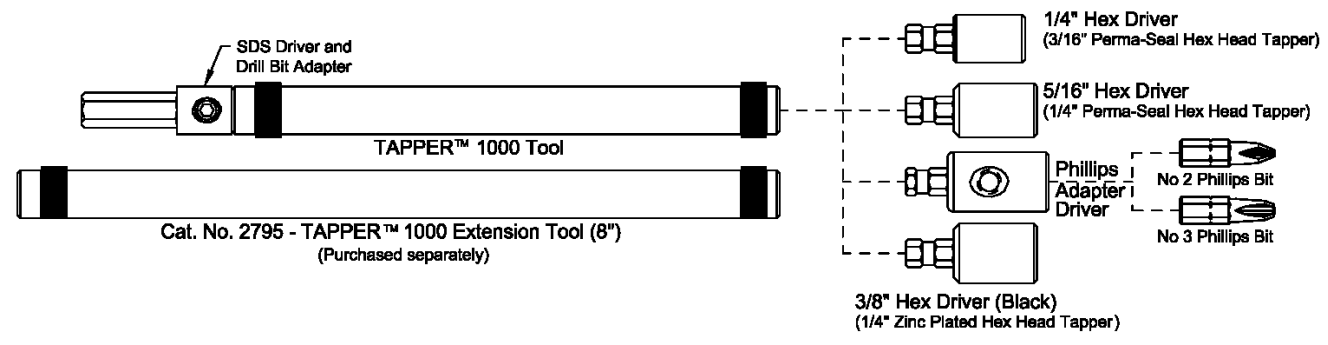 SDS Driver and
Drill Bit Adapter
TAPPER™ 1000 Tool
Cat. No. 2795 - TAPPER™ 1000 Extension Tool (8")
(Purchased separately)
1/4" Hex Driver
(3/16" Perma-Seal Hex Head Tapper)
5/16" Hex Driver
(1/4" Perma-Seal Hex Head Tapper)
Phillips
Adapter
Driver
No 2 Phillips Bit
No 3 Phillips Bit
3/8" Hex Driver (Black)
(1/4" Zinc Plated Hex Head Tapper)